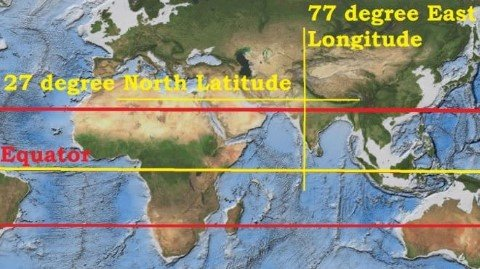 77 degree East
Longitude
27 degree North Latitude
Equator